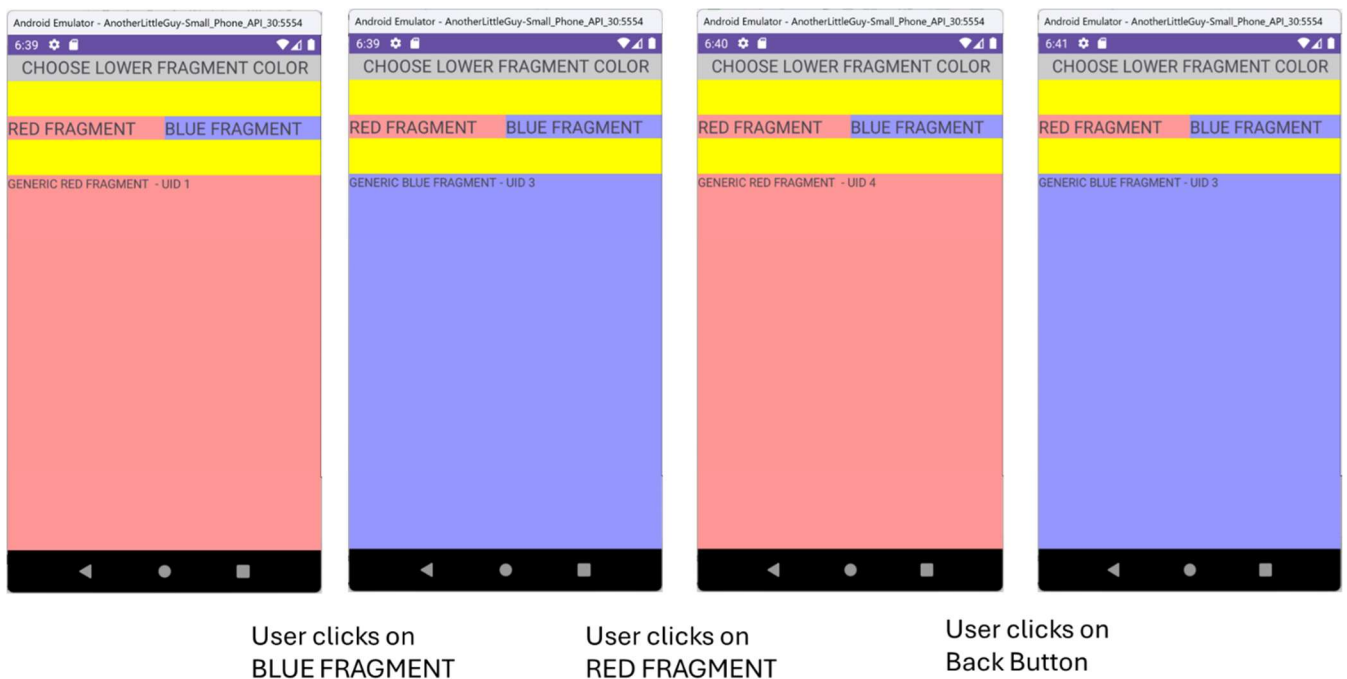 Android Emulator - AnotherLittleGuy-Small_Phone_API_30:5554
6:39
CHOOSE LOWER FRAGMENT COLOR
RED FRAGMENT
BLUE FRAGMENT
GENERIC RED FRAGMENT - UID 1
Android Emulator - AnotherLittleGuy-Small_Phone_API_30:5554
6:39
CHOOSE LOWER FRAGMENT COLOR
RED FRAGMENT
BLUE FRAGMENT
GENERIC BLUE FRAGMENT - UID 3
Android Emulator - AnotherLittleGuy-Small_Phone_API_30:5554
6:40
CHOOSE LOWER FRAGMENT COLOR
RED FRAGMENT
BLUE FRAGMENT
GENERIC RED FRAGMENT - UID 4
Android Emulator - AnotherLittleGuy-Small_Phone_API_30:5554
6:41
CHOOSE LOWER FRAGMENT COLOR
RED FRAGMENT
BLUE FRAGMENT
GENERIC BLUE FRAGMENT - UID 3
User clicks on
BLUE FRAGMENT
User clicks on
RED FRAGMENT
User clicks on
Back Button